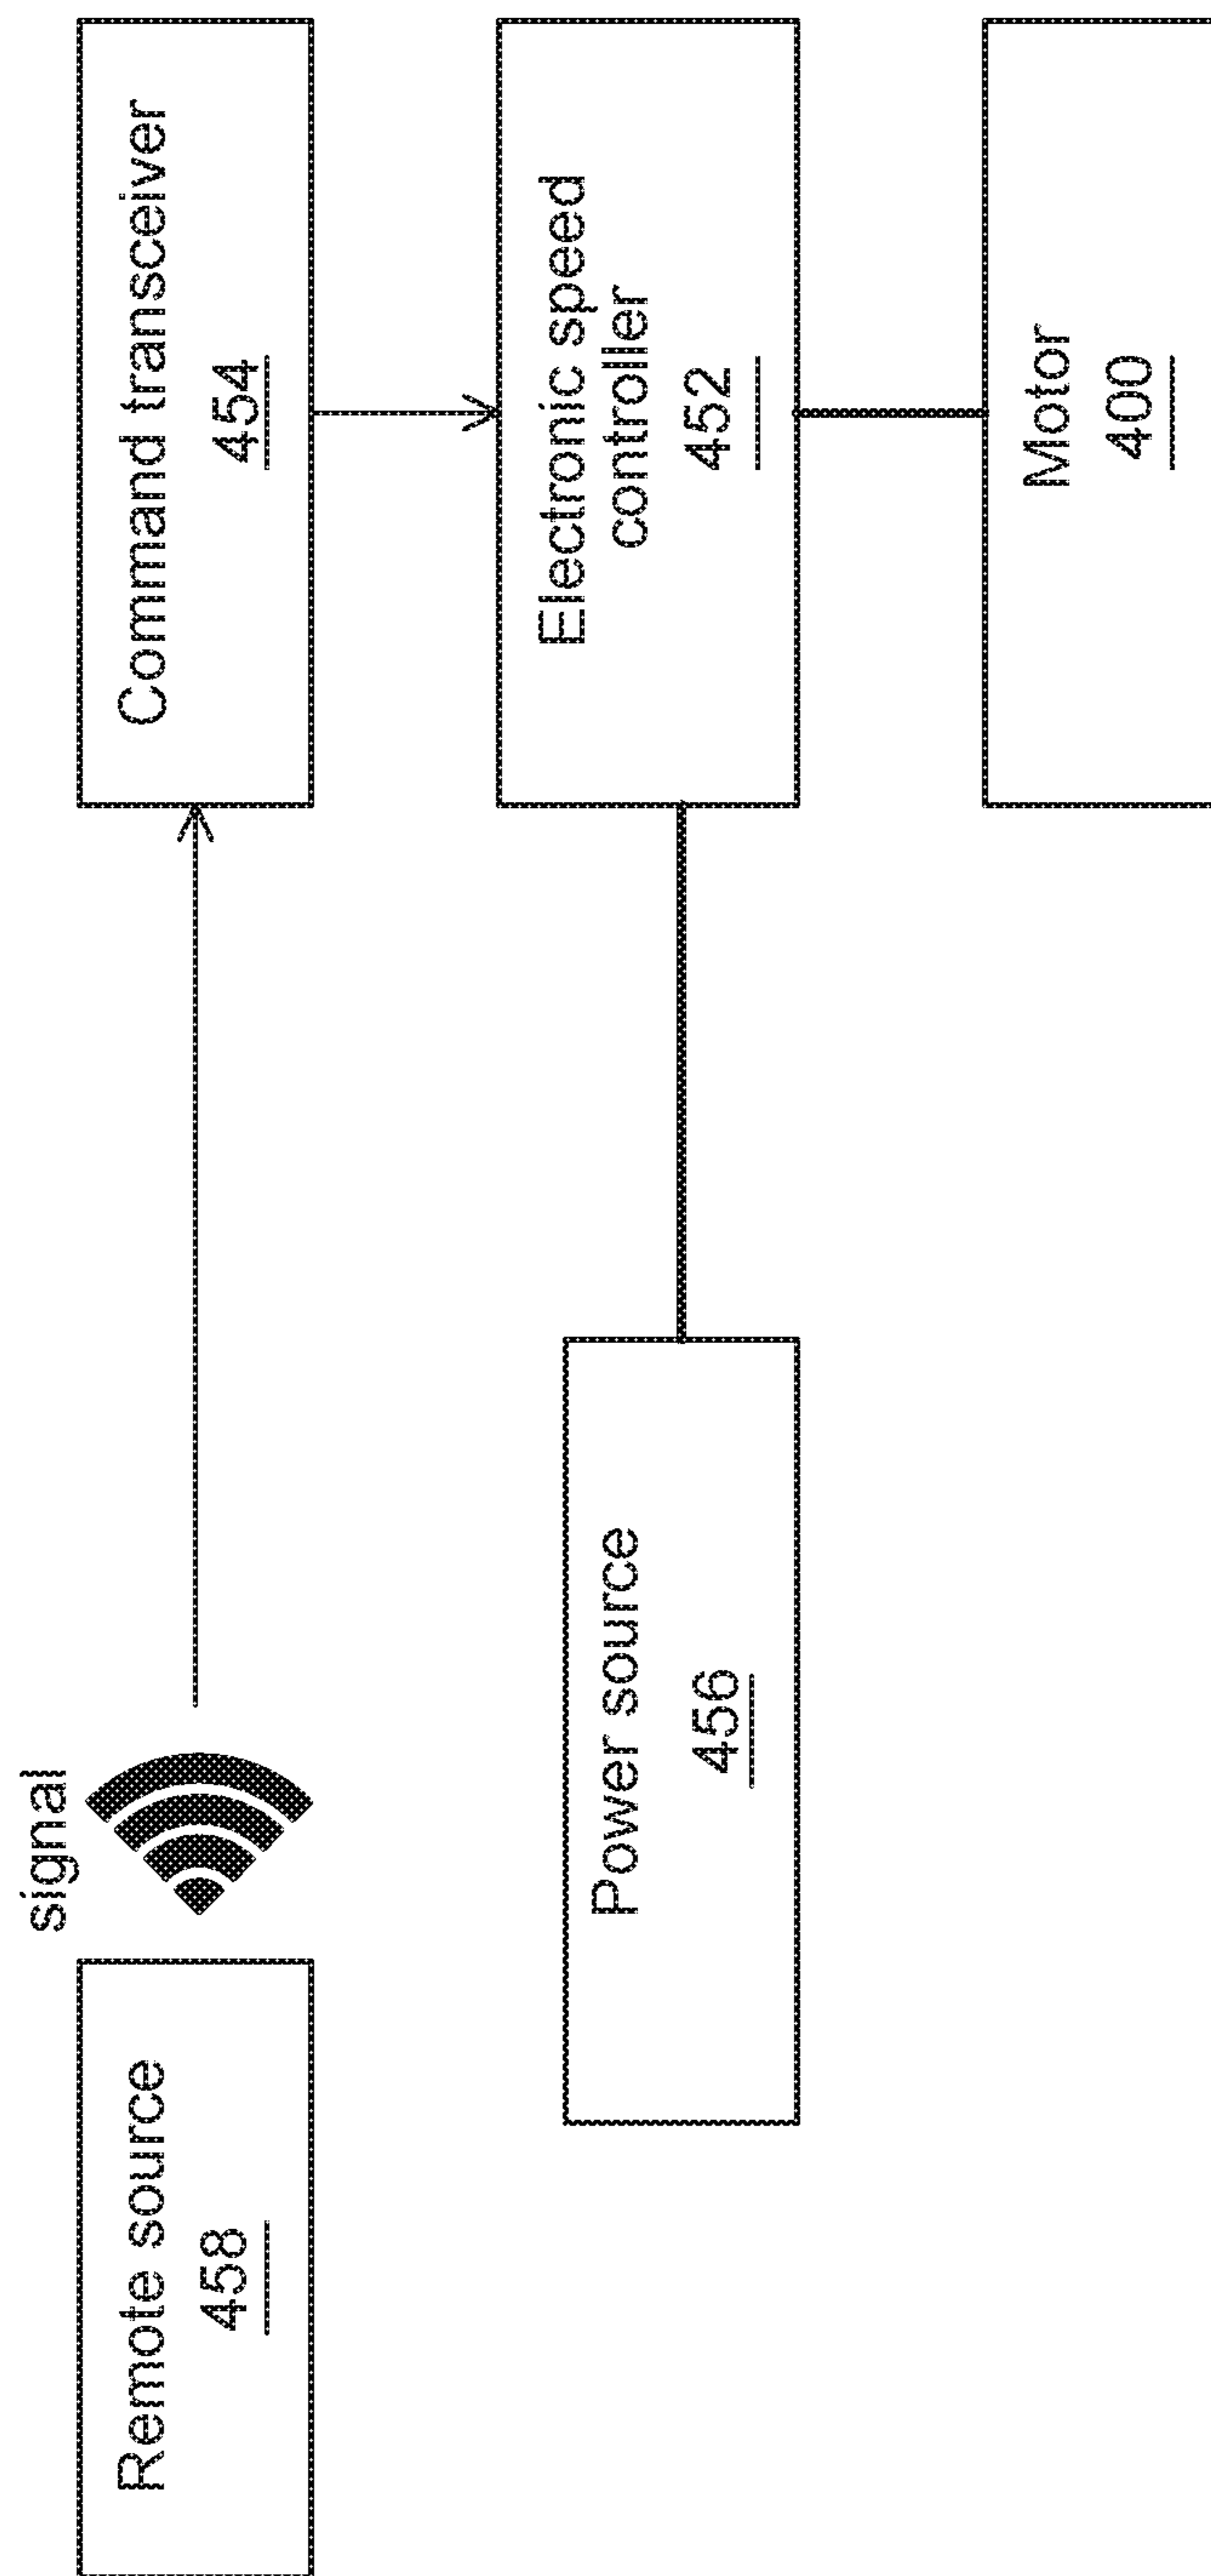 signal
Remote source
458
Command transceiver
454
Power source
456
Electronic speed
controller
452
Motor
400